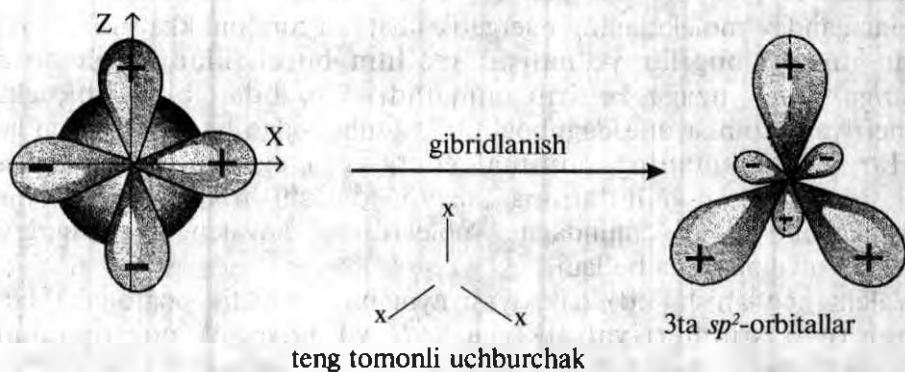 Z
+
X
-
+
-
gibridlanish
x
x
x
+
-
-
-
+
+
3ta sp²-orbitallar
teng tomonli uchburchak